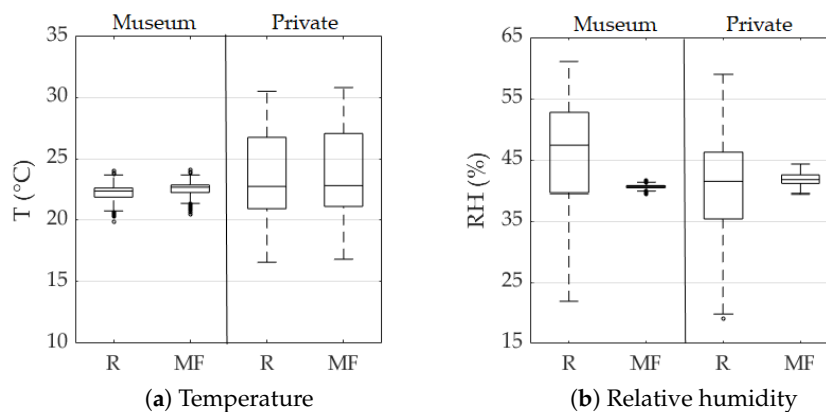 Museum Private
35
30
25
20
15
10
T (°C)
R MF R MF
(a) Temperature
Museum Private
65
55
45
35
25
15
RH (%)
R MF R MF
(b) Relative humidity